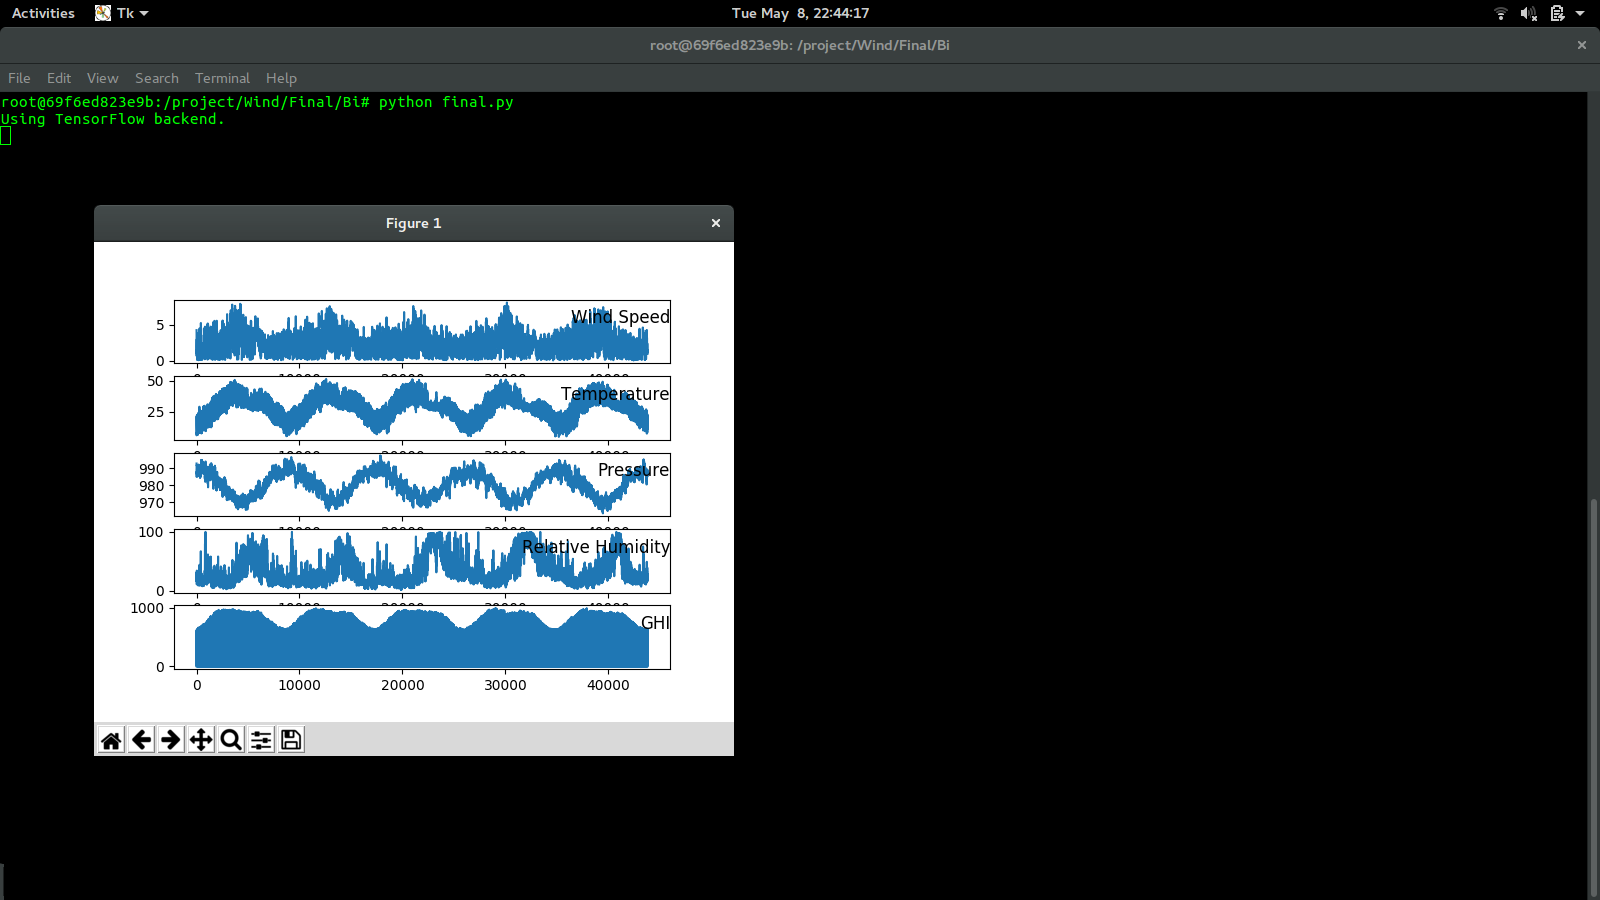 Activities Tk Tue May 8, 22:44:17
root@69f6ed823e9b: /project/Wind/Final/Bi
File Edit View Search Terminal Help
root@69f6ed823e9b:/project/Wind/Final/Bi# python final.py
Using TensorFlow backend.
Figure 1
Wind Speed
5
0
Temperature
50
25
Pressure
990
980
970
Relative Humidity
100
0
GHI
1000
0
0 10000 20000 30000 40000